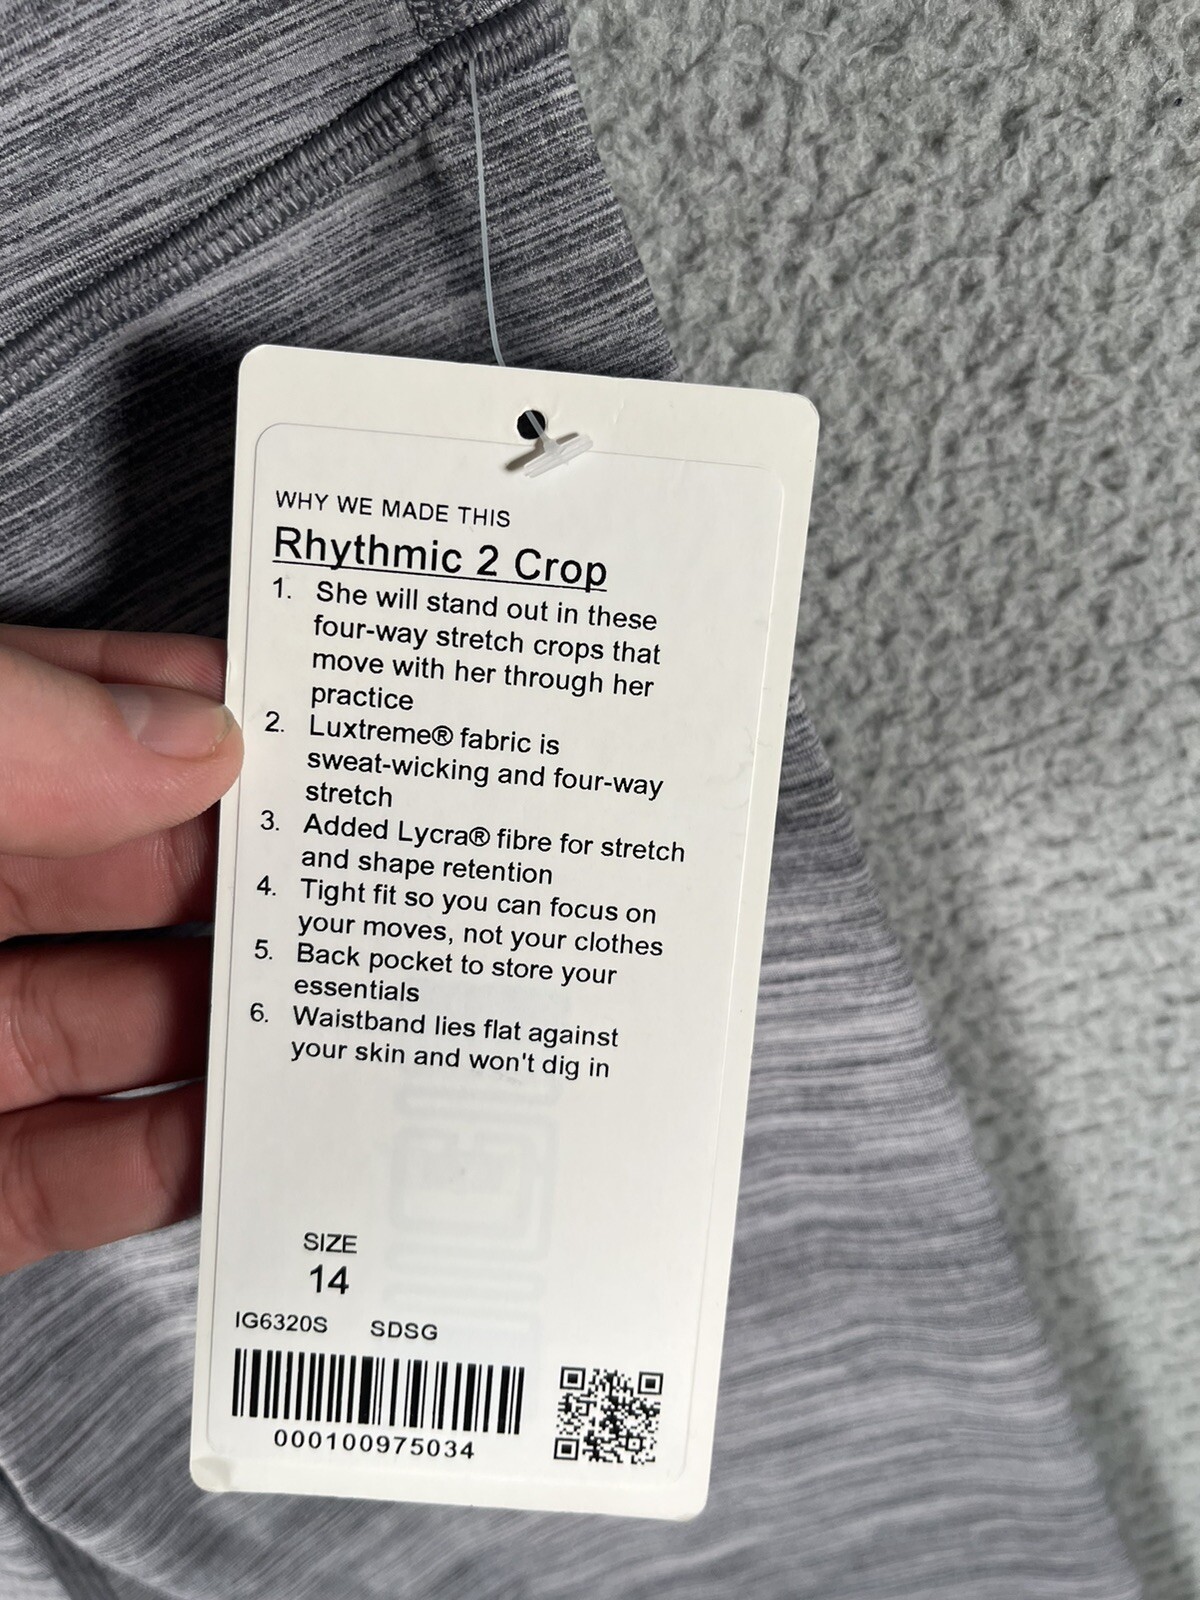 WHY WE MADE THIS
Rhythmic 2 Crop
1. She will stand out in these
four-way stretch crops that
move with her through her
practice
2. Luxtreme® fabric is
sweat-wicking and four-way
stretch
3. Added Lycra® fibre for stretch
and shape retention
4. Tight fit so you can focus on
your moves, not your clothes
5. Back pocket to store your
essentials
6. Waistband lies flat against
your skin and won't dig in
SIZE
14
IG6320S SDSG
000100975034